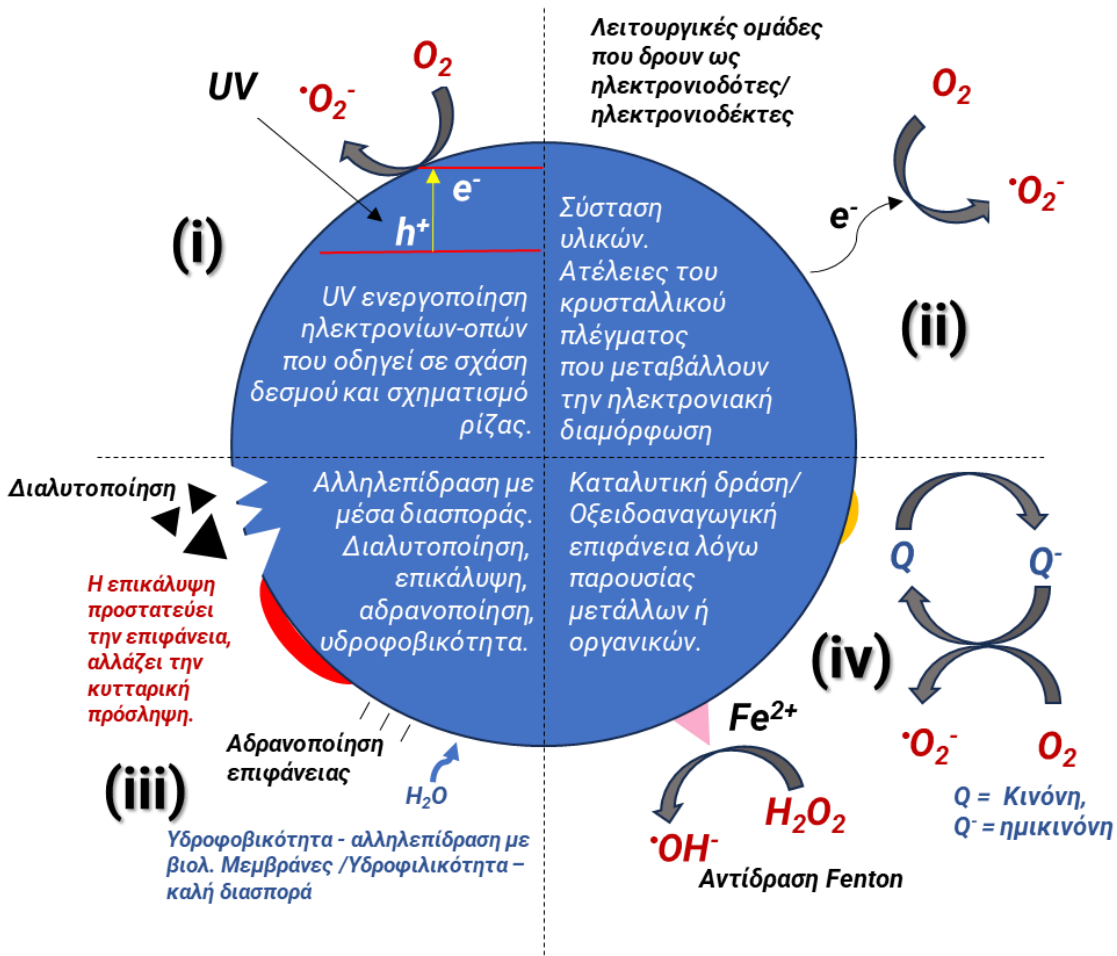 UV
O2
•O2-
e-
h+
(i)
UV ενεργοποίηση
ηλεκτρονίων-οπών
που οδηγεί σε σχάση
δεσμού και σχηματισμό
ρίζας.
Λειτουργικές ομάδες
που δρουν ως
ηλεκτρονιοδότες/
ηλεκτρονιοδέκτες
O2
•O2-
e-
(ii)
Σύσταση
υλικών.
Ατέλειες του
κρυσταλλικού
πλέγματος
που μεταβάλλουν
την ηλεκτρονιακή
διαμόρφωση
Διαλυτοποίηση
Αλληλεπίδραση με
μέσα διασποράς.
Διαλυτοποίηση,
επικάλυψη,
αδρανοποίηση,
υδροφοβικότητα.
Η επικάλυψη
προστατεύει
την επιφάνεια,
αλλάζει την
κυτταρική
πρόσληψη.
Αδρανοποίηση
επιφάνειας
(iii)
H2O
Υδροφοβικότητα - αλληλεπίδραση με
βιολ. Μεμβράνες /Υδροφιλικότητα –
καλή διασπορά
Καταλυτική δράση/
Οξειδοαναγωγική
επιφάνεια λόγω
παρουσίας
μετάλλων ή
οργανικών.
Q
Q-
(iv)
•O2-
O2
Q = Κινόνη,
Q- = ημικινόνη
Fe2+
H2O2
•OH-
Αντίδραση Fenton